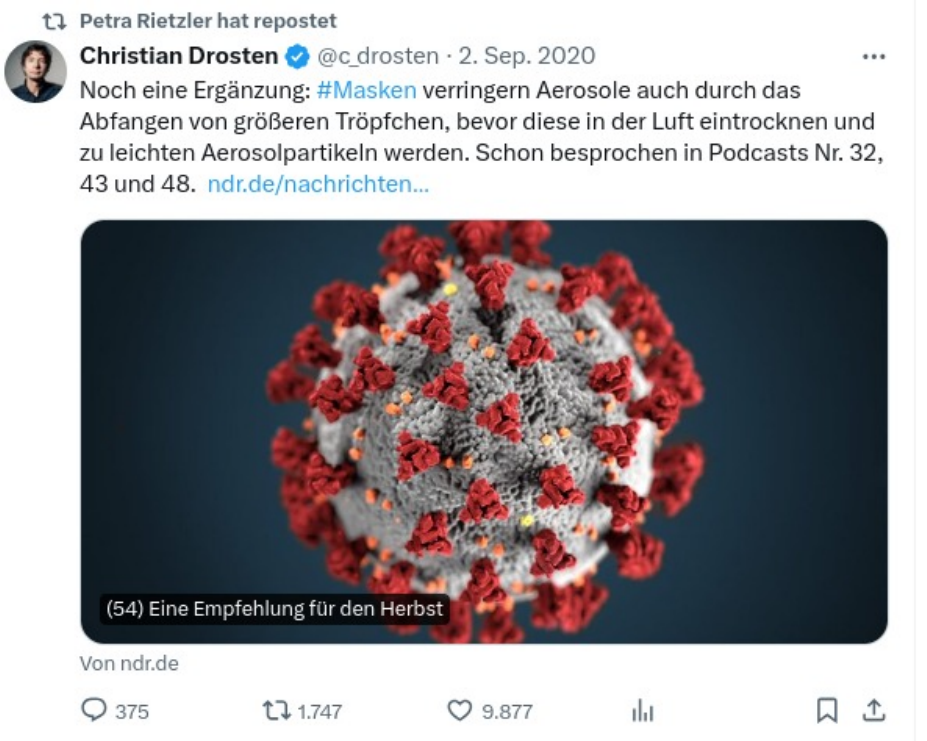 Petra Rietzler hat repostet
Christian Drosten @c_drosten · 2. Sep. 2020
Noch eine Ergänzung: #Masken verringern Aerosole auch durch das
Abfangen von größeren Tröpfchen, bevor diese in der Luft eintrocknen und
zu leichten Aerosolpartikeln werden. Schon besprochen in Podcasts Nr. 32,
43 und 48. ndr.de/nachrichten...
(54) Eine Empfehlung für den Herbst
Von ndr.de
375 1.747 9.877